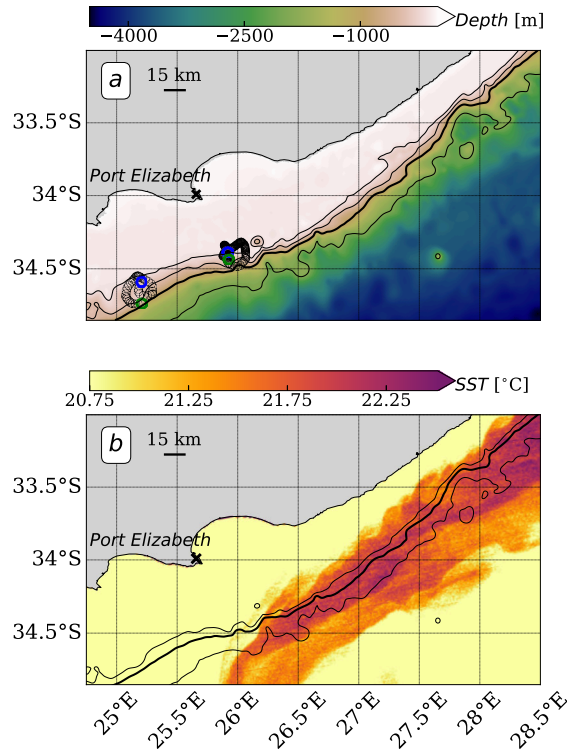 Depth [m]
−4000 −2500 −1000
a
15 km
33.5°S
Port Elizabeth
34°S
34.5°S
SST [°C]
20.75 21.25 21.75 22.25
b
15 km
33.5°S
Port Elizabeth
34°S
34.5°S
25°E 25.5°E 26°E 26.5°E 27°E 27.5°E 28°E 28.5°E